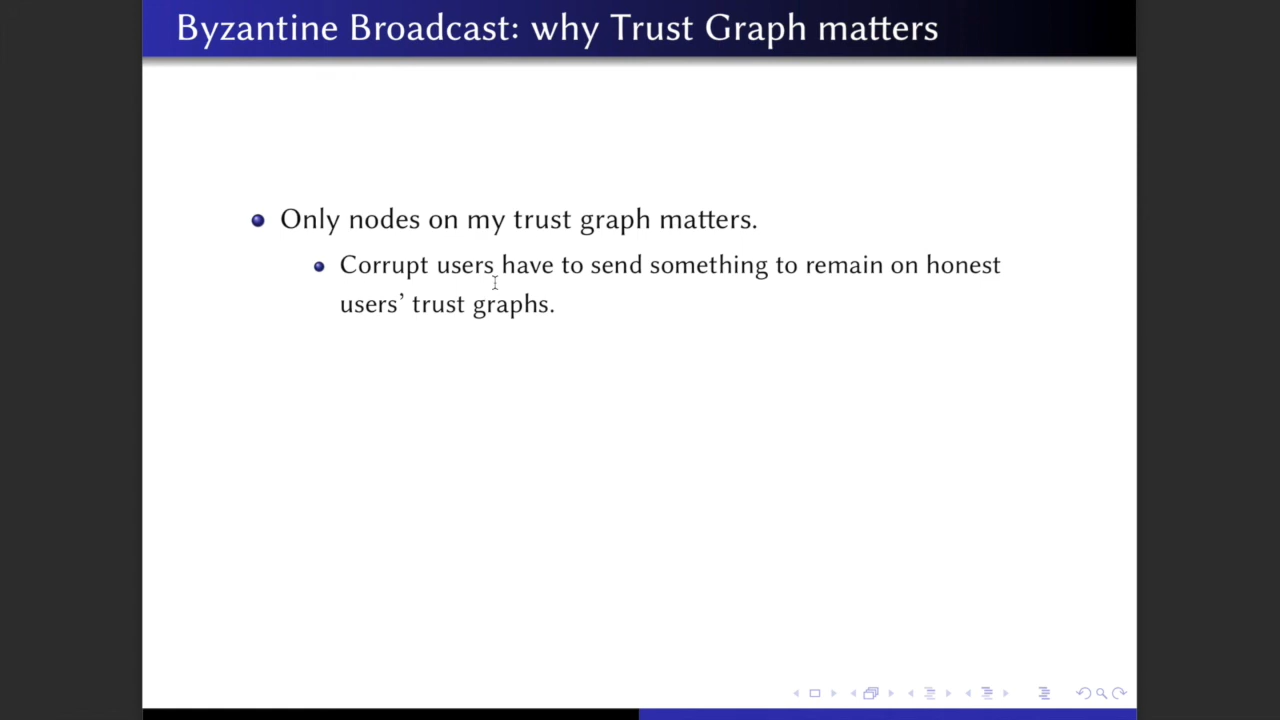 Byzantine Broadcast: why Trust Graph matters
Only nodes on my trust graph matters.
Corrupt users have to send something to remain on honest
users’ trust graphs.